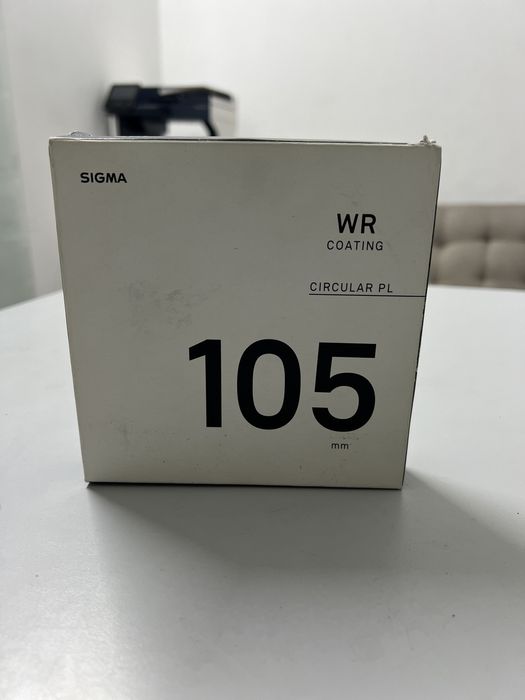 SIGMA
WR
COATING
CIRCULAR PL
105
mm